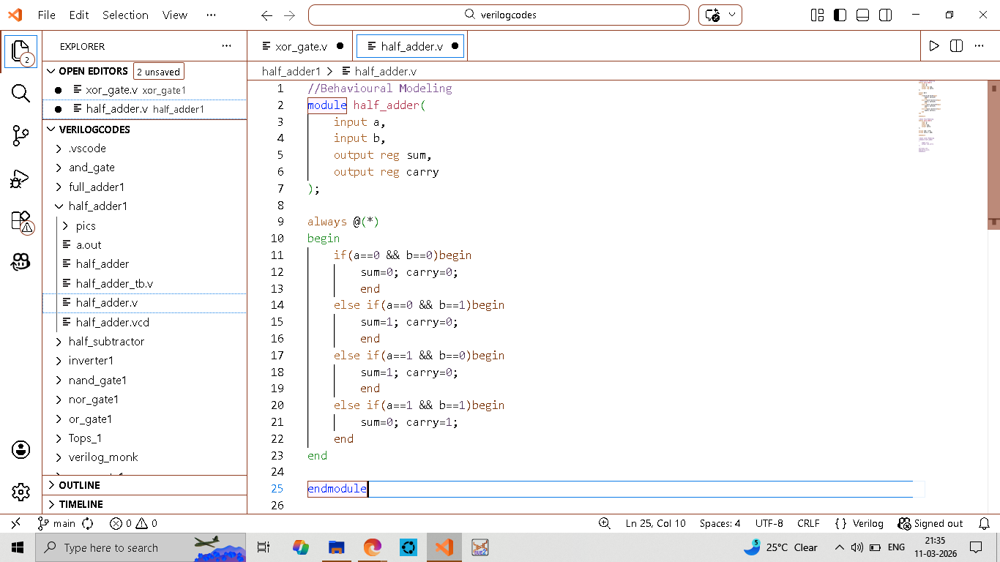 File Edit Selection View ···
verilogcodes
EXPLORER ···
2
OPEN EDITORS 2 unsaved
xor_gate.v xor_gate1
half_adder.v half_adder1
VERILOGCODES
.vscode
and_gate
full_adder1
half_adder1
pics
a.out
half_adder
half_adder_tb.v
half_adder.v
half_adder.vcd
half_subtractor
inverter1
nand_gate1
nor_gate1
or_gate1
Tops_1
verilog_monk
OUTLINE
TIMELINE
xor_gate.v half_adder.v ···
half_adder1 > half_adder.v
1 //Behavioural Modeling
2 module half_adder(
3 input a,
4 input b,
5 output reg sum,
6 output reg carry
7 );
8
9 always @(*)
10 begin
11 if(a==0 && b==0)begin
12 sum=0; carry=0;
13 end
14 else if(a==0 && b==1)begin
15 sum=1; carry=0;
16 end
17 else if(a==1 && b==0)begin
18 sum=1; carry=0;
19 end
20 else if(a==1 && b==1)begin
21 sum=0; carry=1;
22 end
23 end
24
25 endmodule
26
main 0 0 Ln 25, Col 10 Spaces: 4 UTF-8 CRLF {} Verilog Signed out
Type here to search 5 25°C Clear ENG 21:35
11-03-2026